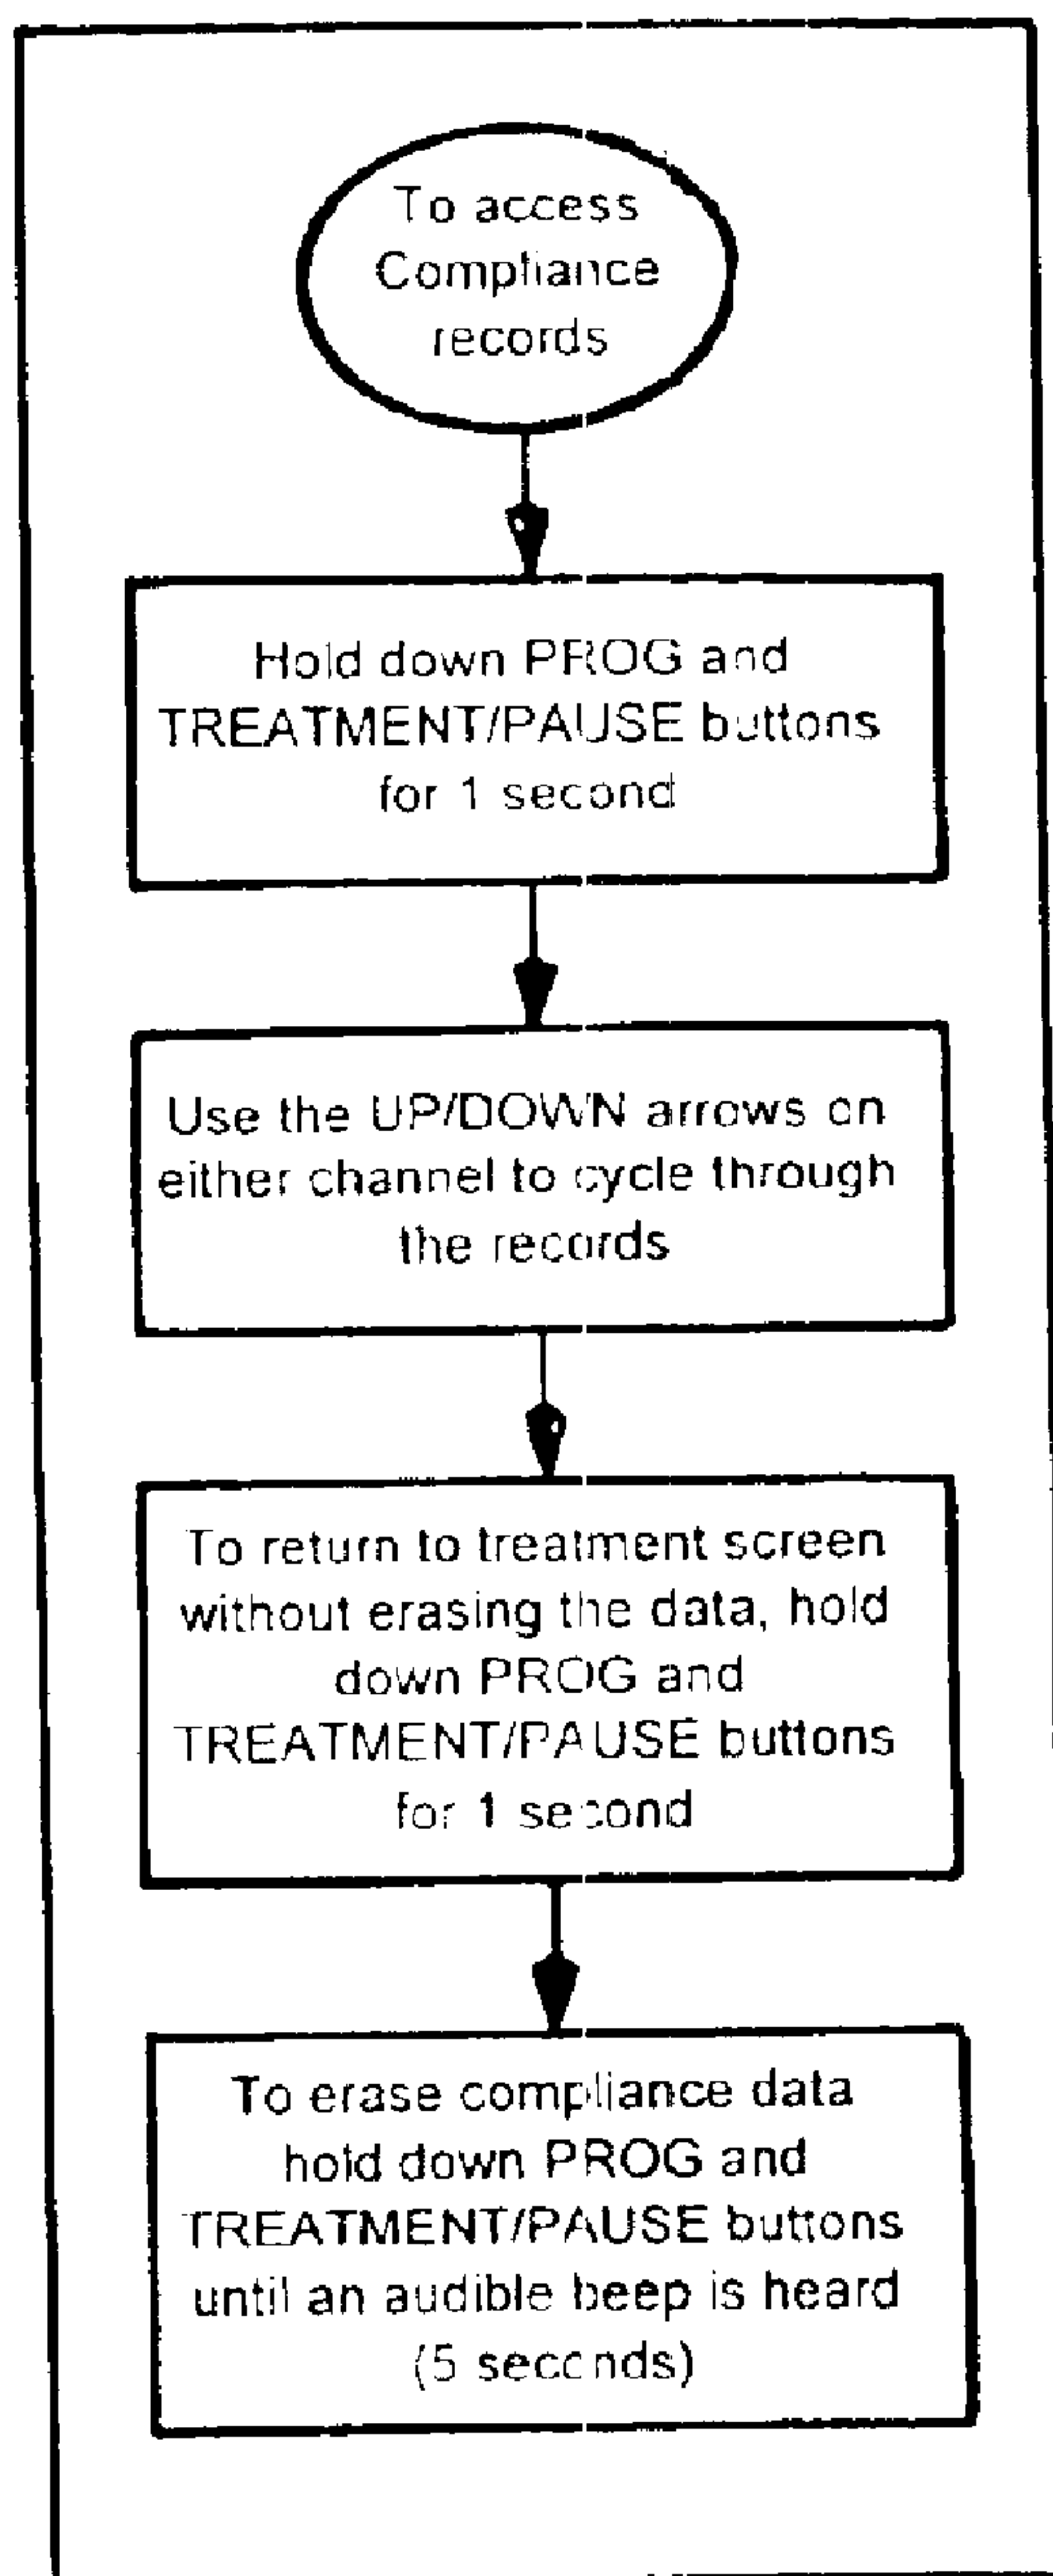 To access
Compliance
records
Hold down PROG and
TREATMENT/PAUSE buttons
for 1 second
Use the UP/DOWN arrows on
either channel to cycle through
the records
To return to treatment screen
without erasing the data, hold
down PROG and
TREATMENT/PAUSE buttons
for 1 second
To erase compliance data
hold down PROG and
TREATMENT/PAUSE buttons
until an audible beep is heard
(5 seconds)